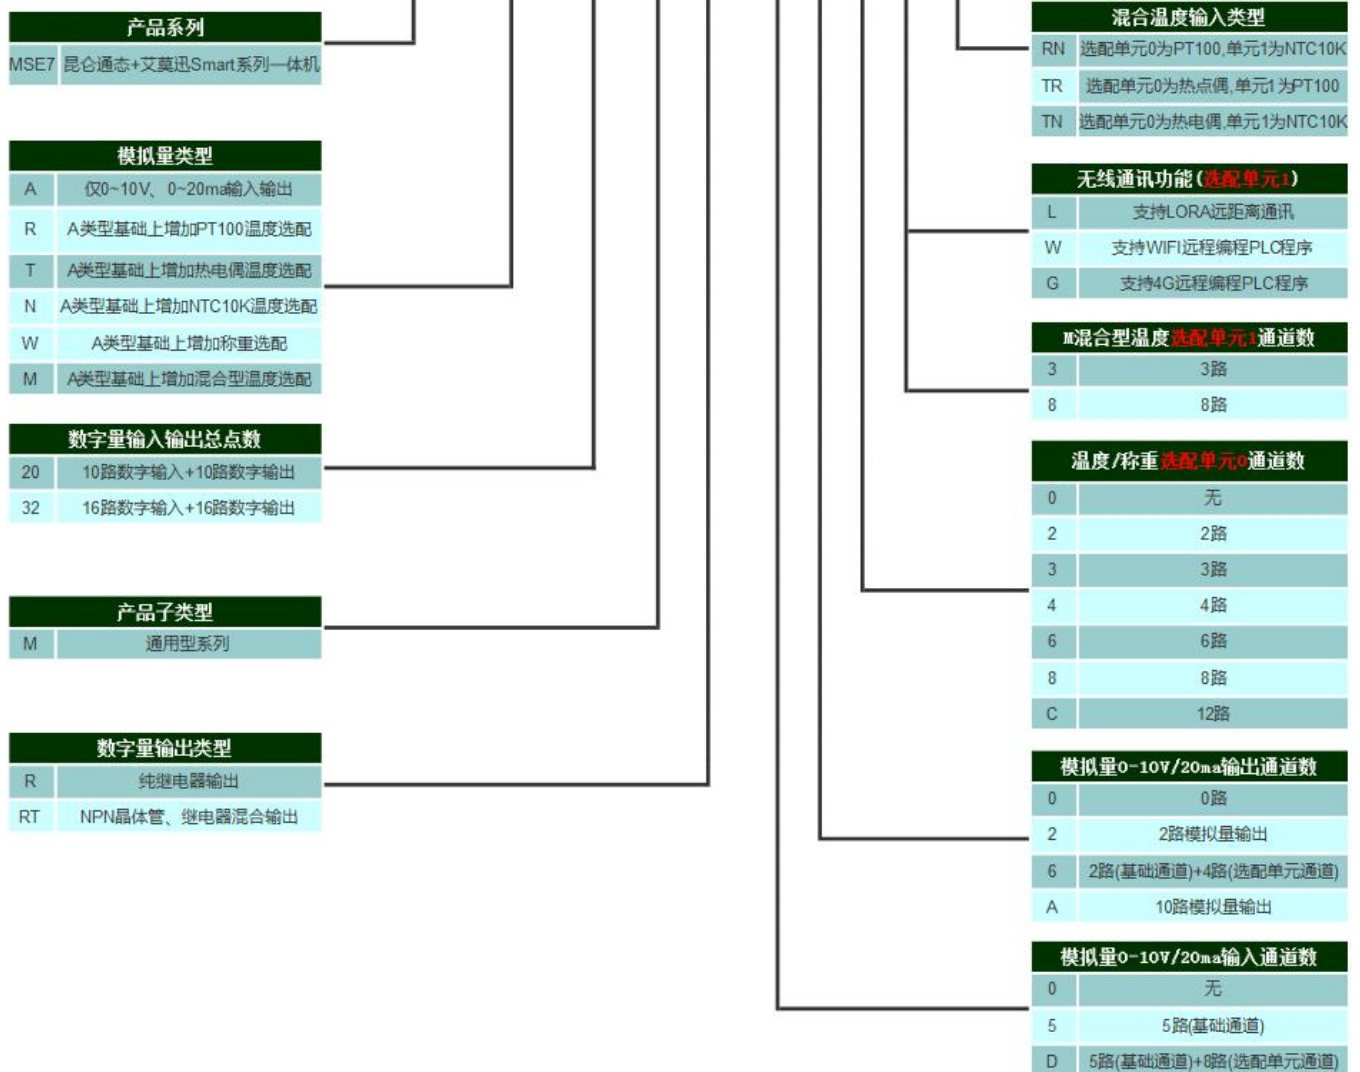 产品系列
MSE7 昆仑通态+艾莫迅Smart系列一体机
模拟量类型
A 仅0~10V、0~20ma输入输出
R A类型基础上增加PT100温度选配
T A类型基础上增加热电偶温度选配
N A类型基础上增加NTC10K温度选配
W A类型基础上增加称重选配
M A类型基础上增加混合型温度选配
数字量输入输出总点数
20 10路数字输入+10路数字输出
32 16路数字输入+16路数字输出
产品子类型
M 通用型系列
数字量输出类型
R 纯继电器输出
RT NPN晶体管、继电器混合输出
混合温度输入类型
RN 选配单元0为PT100,单元1为NTC10K
TR 选配单元0为热点偶,单元1为PT100
TN 选配单元0为热电偶,单元1为NTC10K
无线通讯功能(选配单元1)
L 支持LORA远距离通讯
W 支持WIFI远程编程PLC程序
G 支持4G远程编程PLC程序
M混合型温度选配单元1通道数
3 3路
8 8路
温度/称重选配单元0通道数
0 无
2 2路
3 3路
4 4路
6 6路
8 8路
C 12路
模拟量0-10V/20ma输出通道数
0 0路
2 2路模拟量输出
6 2路(基础通道)+4路(选配单元通道)
A 10路模拟量输出
模拟量0-10V/20ma输入通道数
0 无
5 5路(基础通道)
D 5路(基础通道)+8路(选配单元通道)